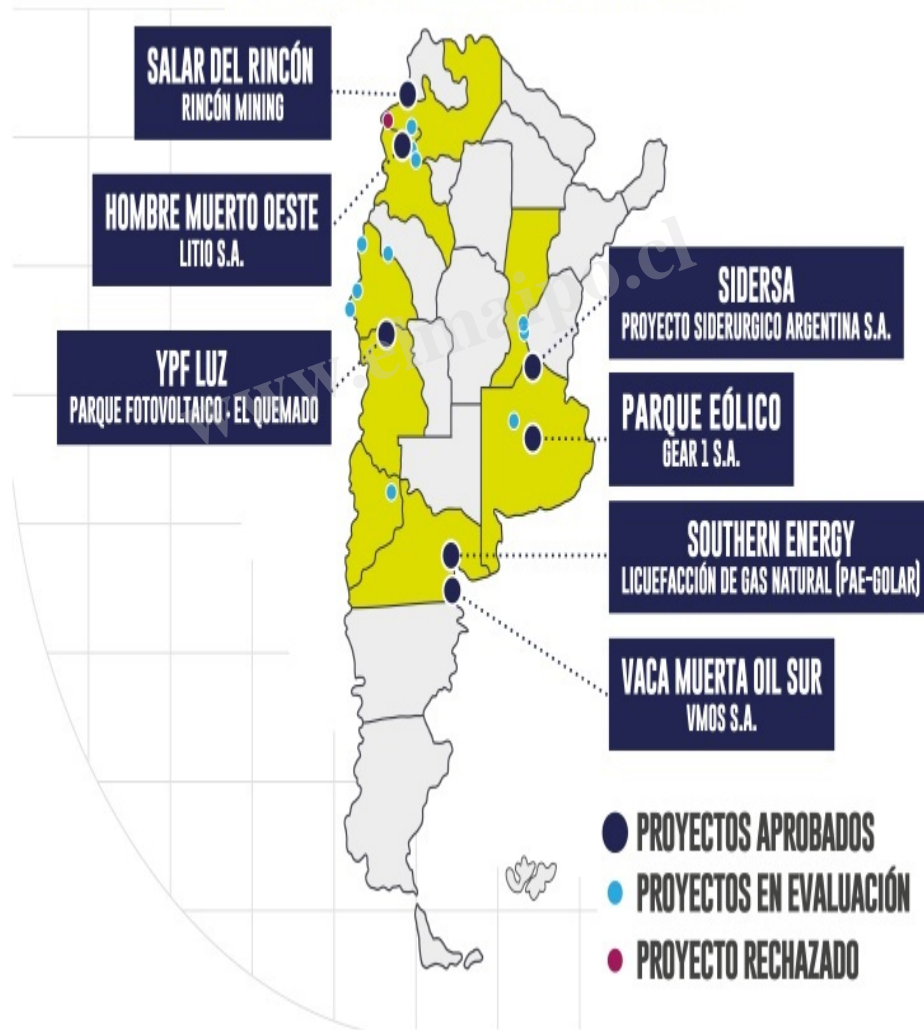 SALAR DEL RINCÓN
RINCÓN MINING
HOMBRE MUERTO OESTE
LITIO S.A.
YPF LUZ
PARQUE FOTOVOLTAICO - EL QUEMADO
SIDERSA
PROYECTO SIDERURGICO ARGENTINA S.A.
PARQUE EÓLICO
GEAR 1 S.A.
SOUTHERN ENERGY
LICUEFACCIÓN DE GAS NATURAL (PAE-GOLAR)
VACA MUERTA OIL SUR
VMOS S.A.
PROYECTOS APROBADOS
PROYECTOS EN EVALUACIÓN
PROYECTO RECHAZADO
www.elmaipo.cl